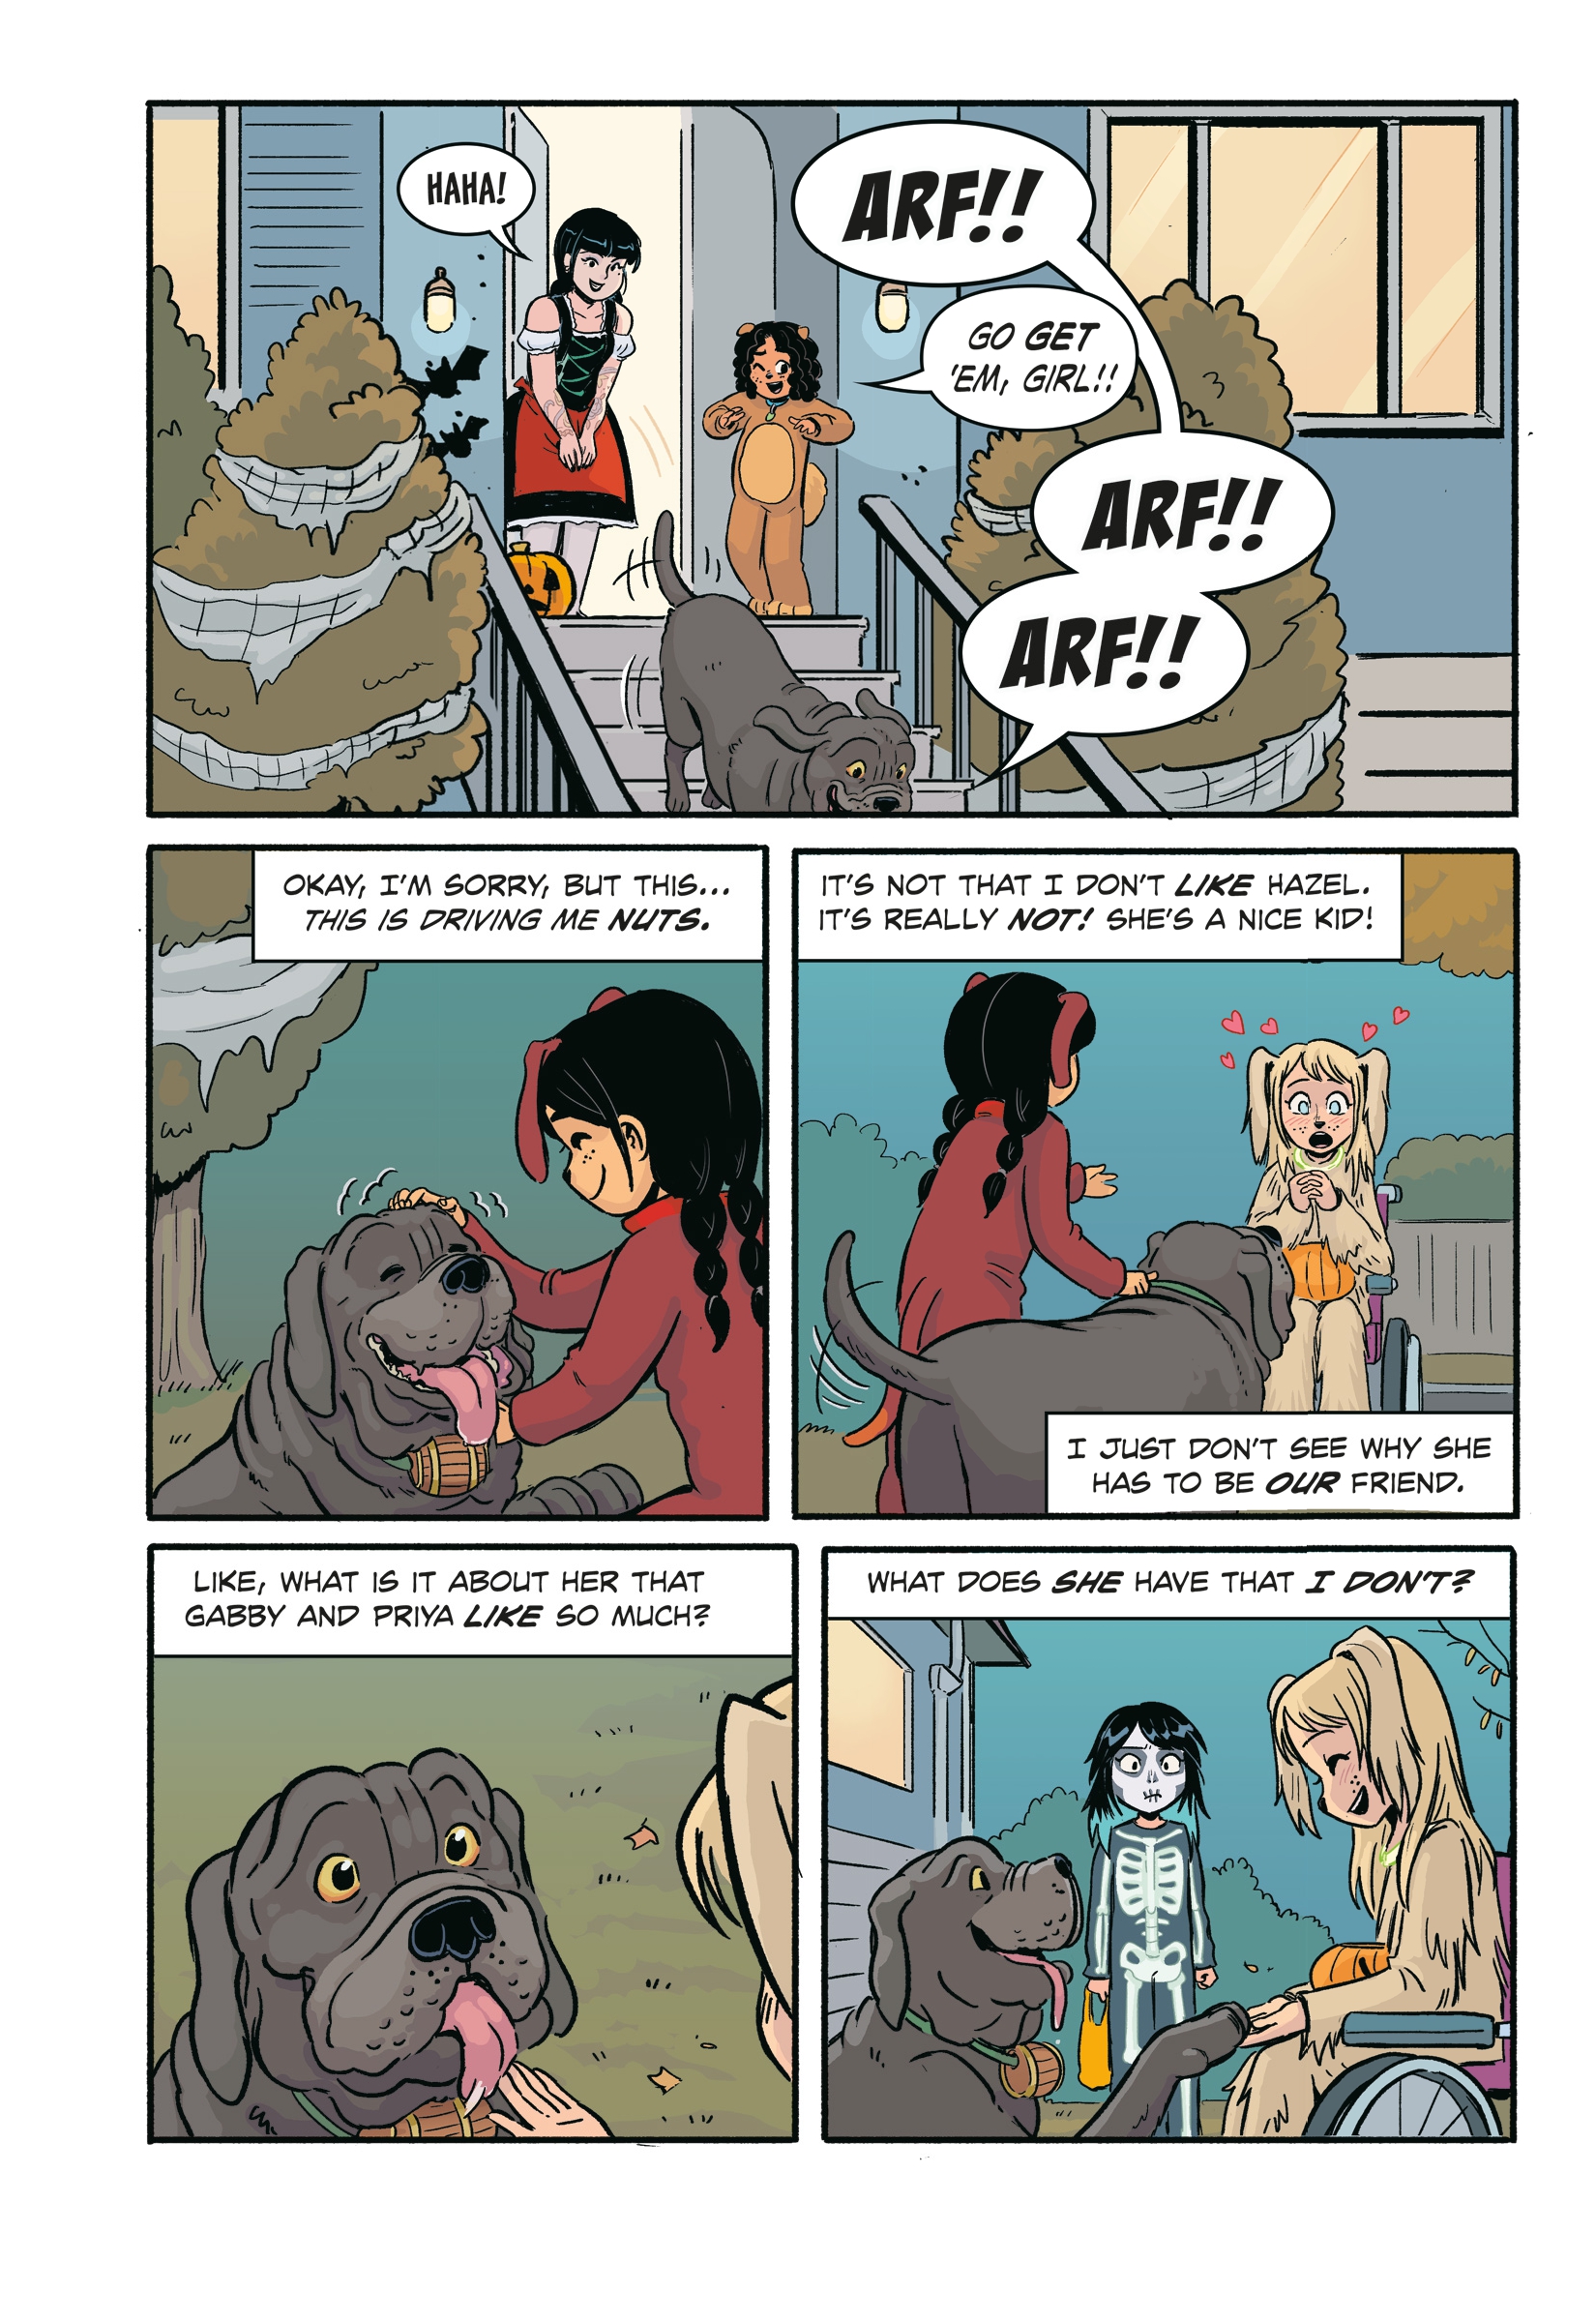 HAHA!
ARF!!
GO GET
'EM, GIRL!!
ARF!!
ARF!!
OKAY, I'M SORRY, BUT THIS...
THIS IS DRIVING ME NUTS.
IT'S NOT THAT I DON'T LIKE HAZEL.
IT'S REALLY NOT! SHE'S A NICE KID!
I JUST DON'T SEE WHY SHE
HAS TO BE OUR FRIEND.
LIKE, WHAT IS IT ABOUT HER THAT
GABBY AND PRIYA LIKE SO MUCH?
WHAT DOES SHE HAVE THAT I DON'T?